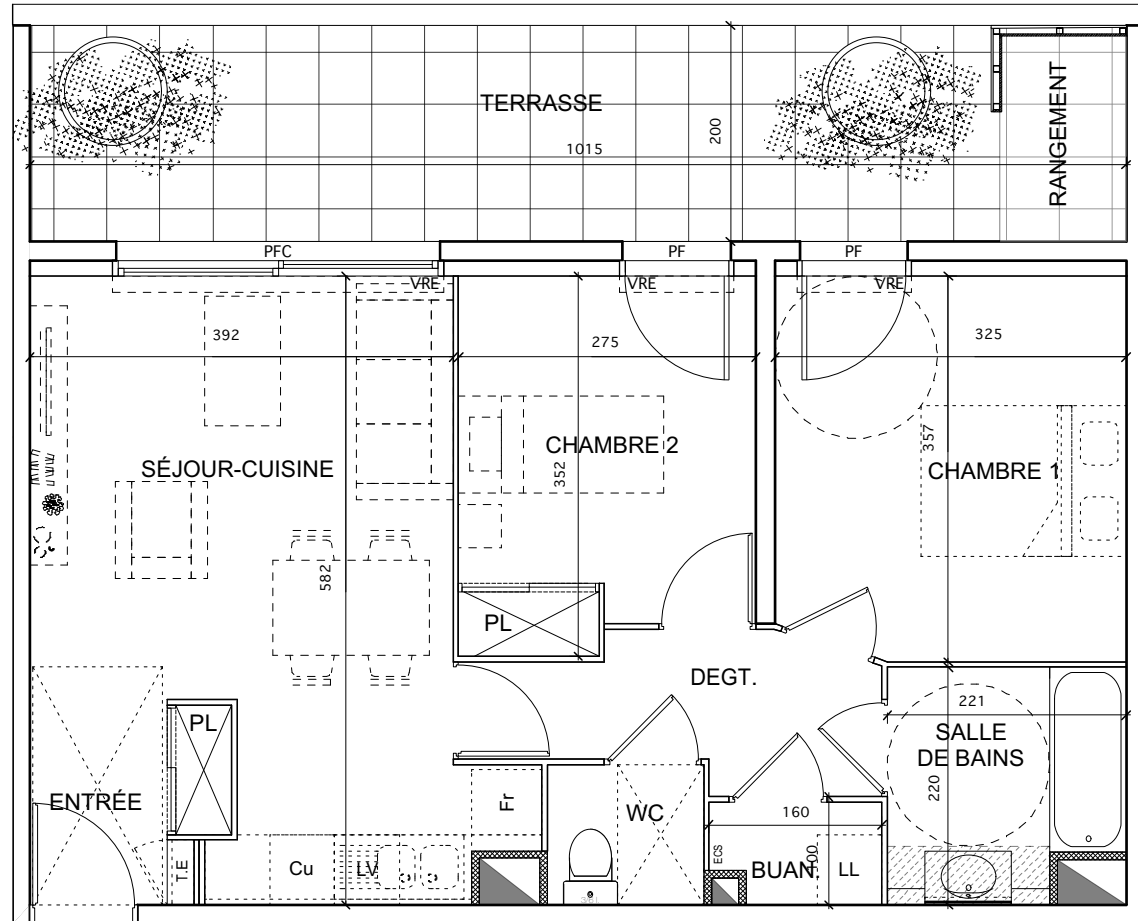 TERRASSE
1015
200
RANGEMENT
PFC
PF
PF
VRE
VRE
VRE
392
275
325
SÉJOUR-CUISINE
CHAMBRE 2
CHAMBRE 1
352
357
582
PL
DEGT.
PL
221
SALLE
DE BAINS
220
ENTRÉE
Fr
WC
160
T.E
Cu
LV
ECS
BUAN.
100
LL